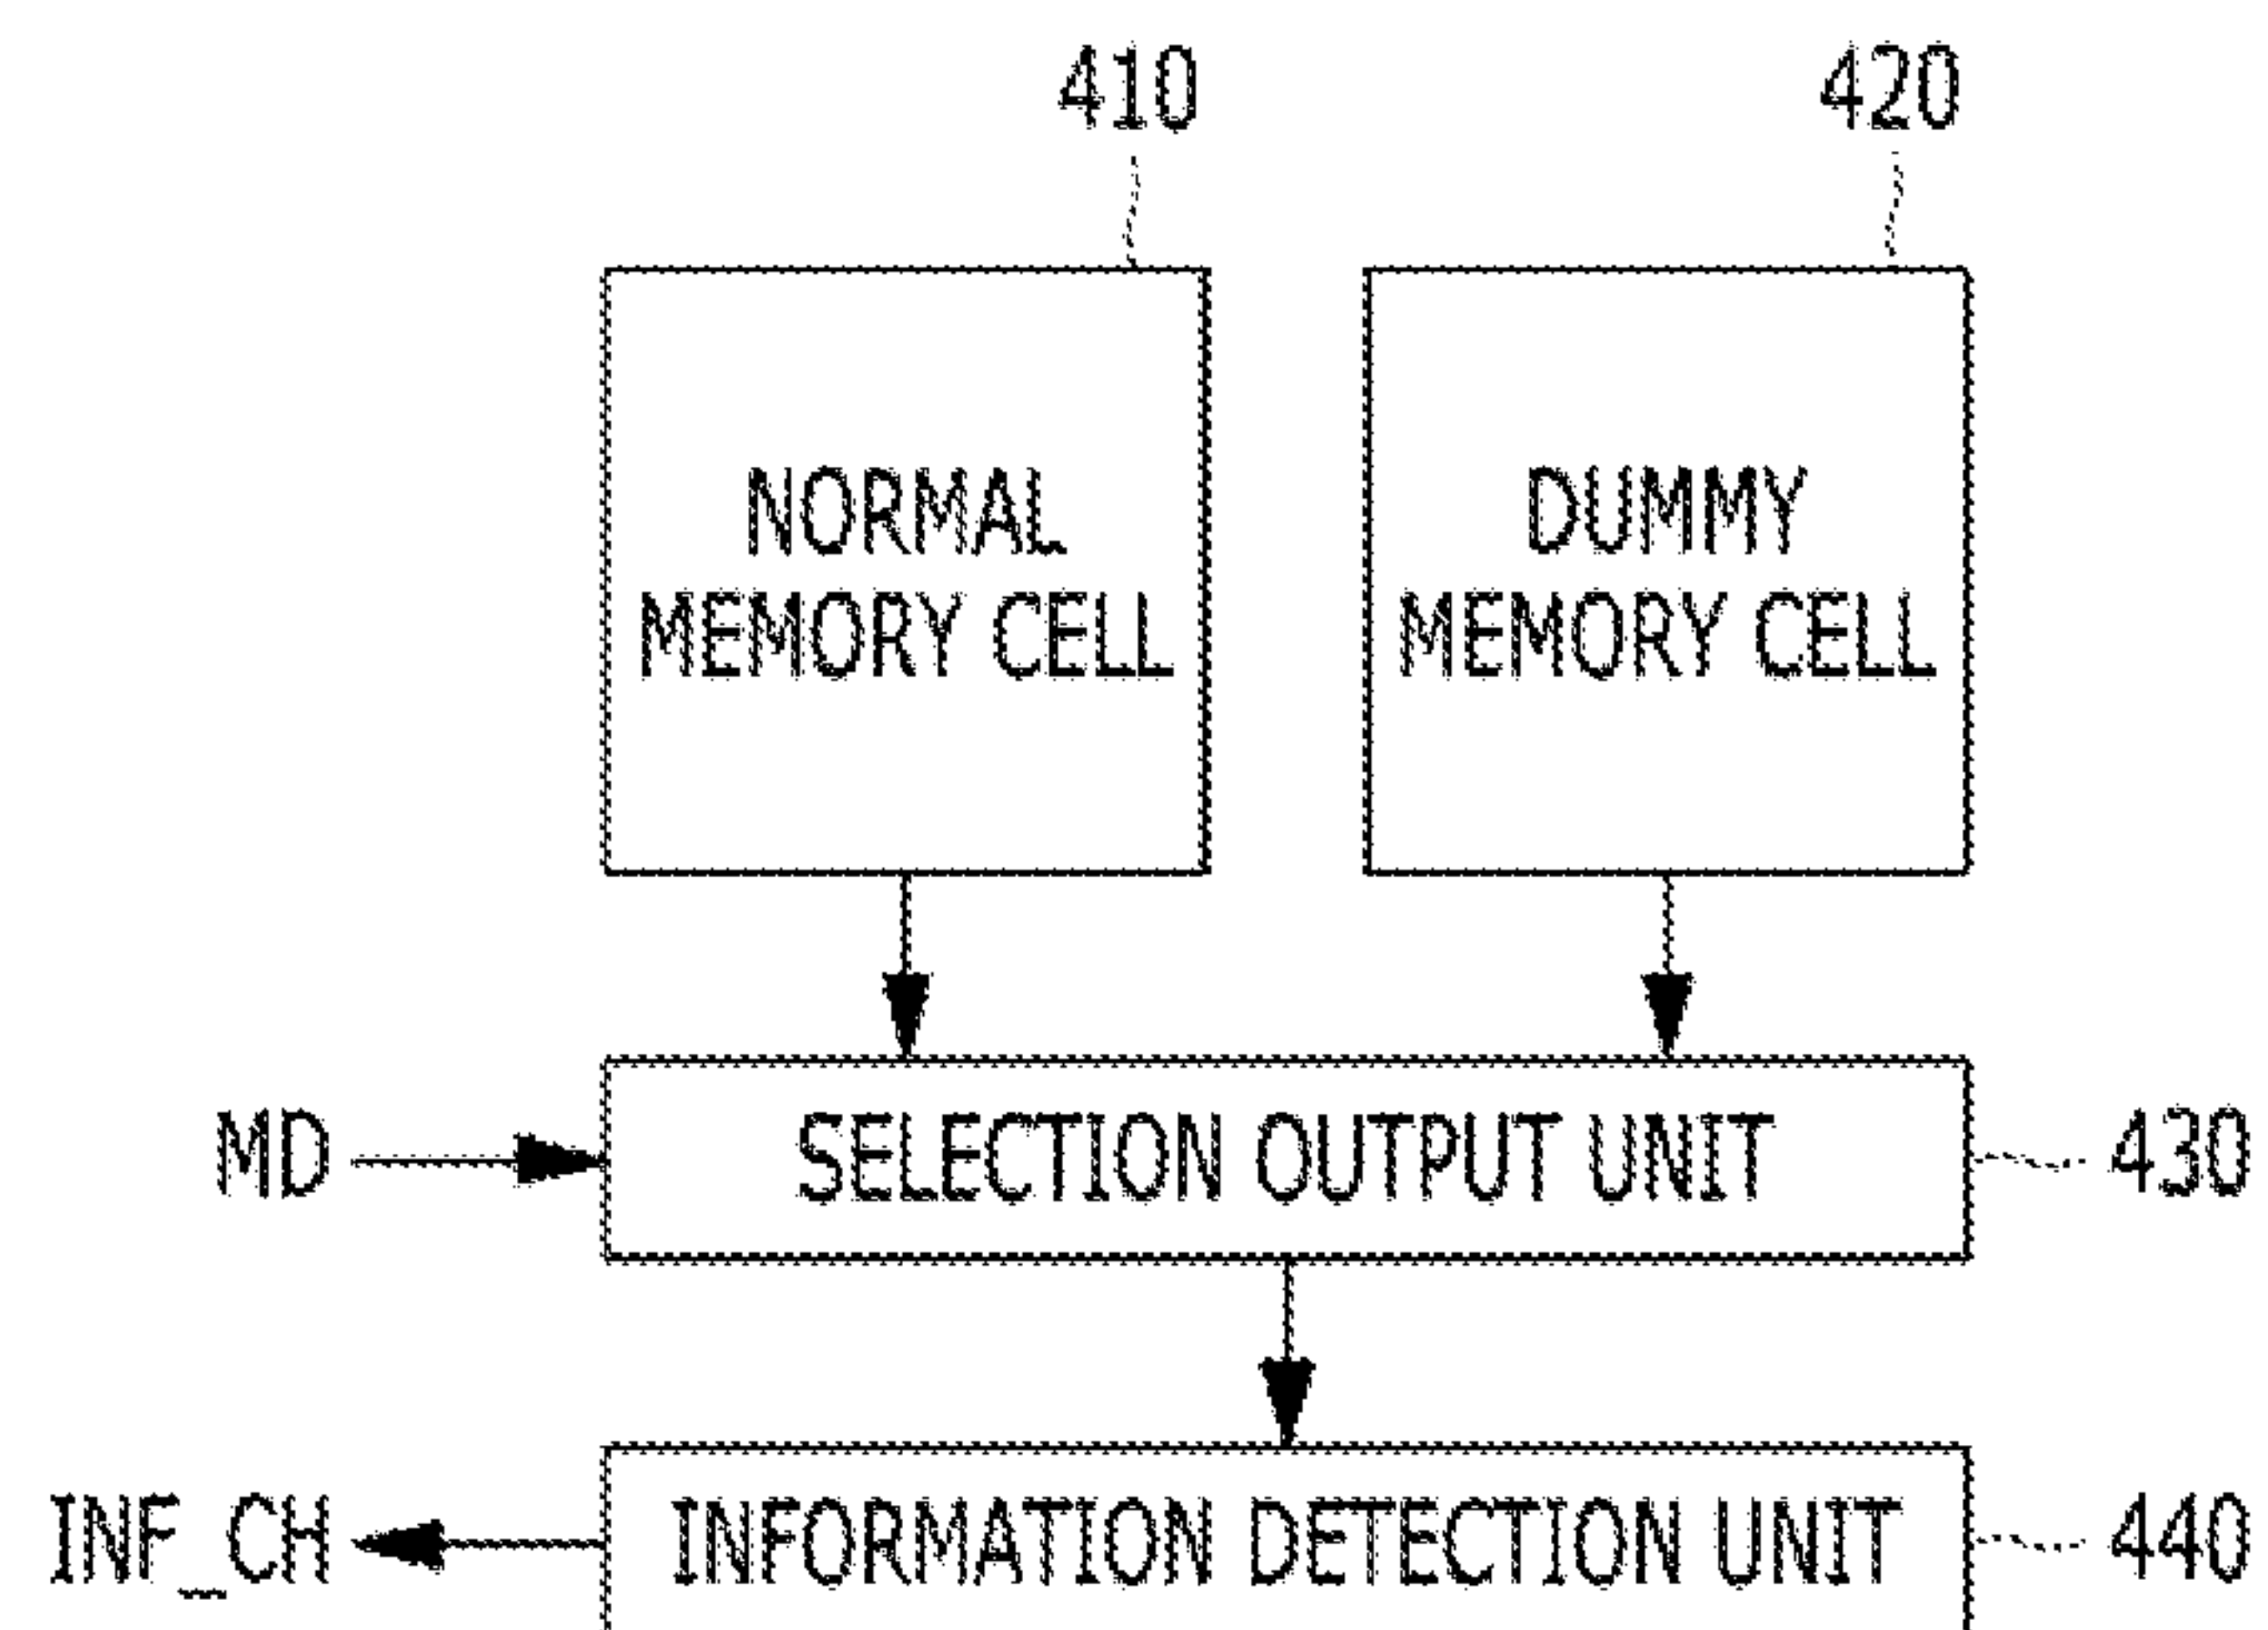 410
420
NORMAL
MEMORY CELL
DUMMY
MEMORY CELL
MD
SELECTION OUTPUT UNIT
430
INF_CH
INFORMATION DETECTION UNIT
440